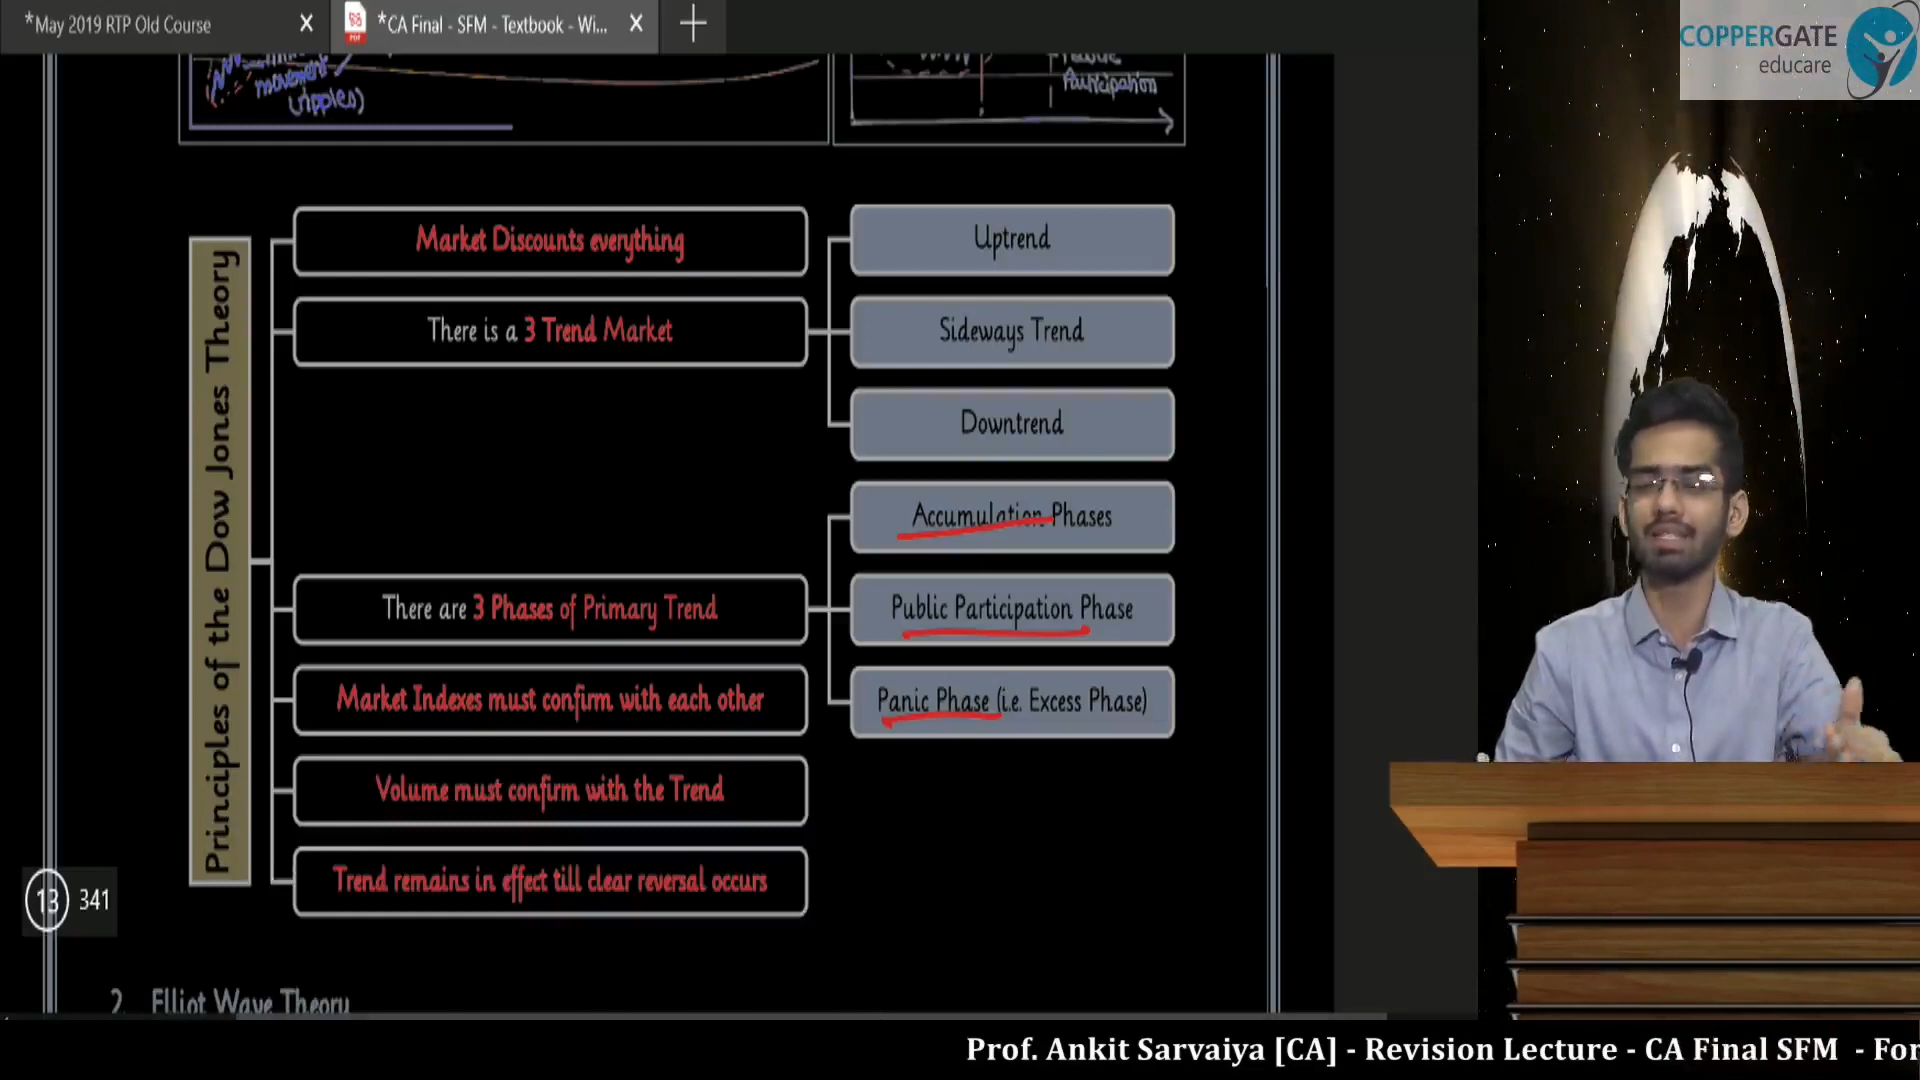 *May 2019 RTP Old Course
*CA Final - SFM - Textbook - Wi...
COPPERGATE
educare
movement
(ripples)
Participation
Principles of the Dow Jones Theory
Market Discounts everything
There is a 3 Trend Market
Uptrend
Sideways Trend
Downtrend
There are 3 Phases of Primary Trend
Accumulation Phases
Public Participation Phase
Panic Phase (i.e. Excess Phase)
Market Indexes must confirm with each other
Volume must confirm with the Trend
Trend remains in effect till clear reversal occurs
13 341
2. Elliot Wave Theory
Prof. Ankit Sarvaiya [CA] - Revision Lecture - CA Final SFM - For